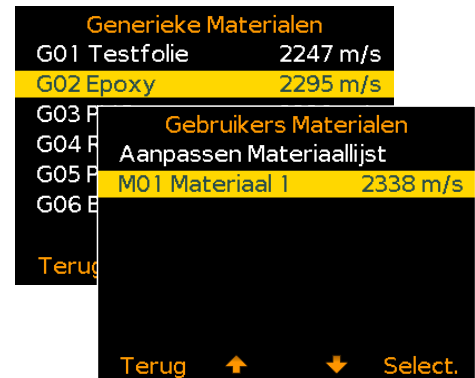 Generieke Materialen
G01 Testfolie 2247 m/s
G02 Epoxy 2295 m/s
G03
G04
G05
G06
Terug
Gebruikers Materialen
Aanpassen Materiaallijst
M01 Materiaal 1 2338 m/s
Terug Select.